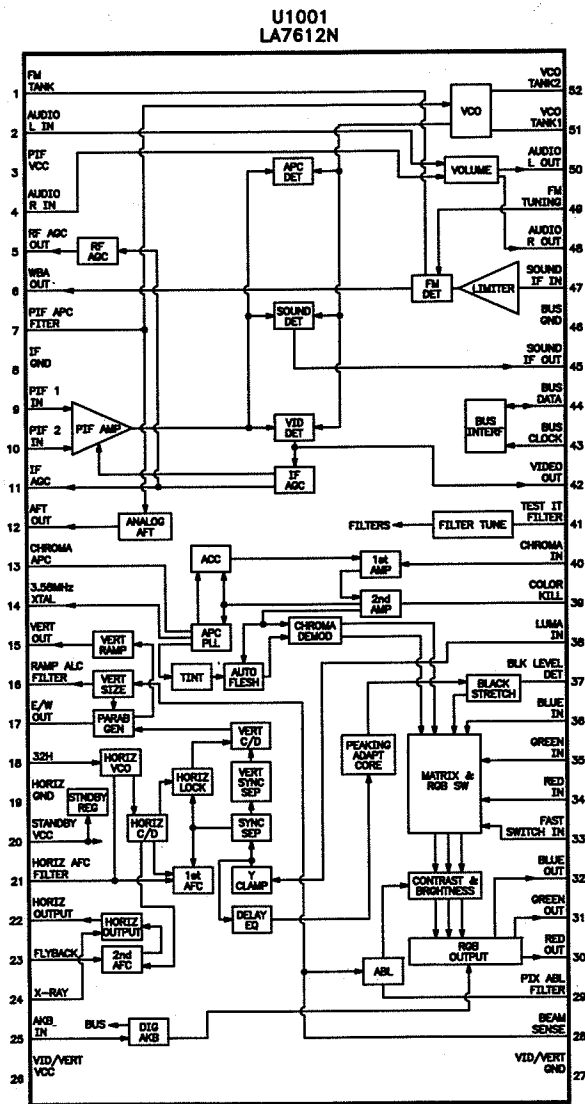 U1001
LA7612N
FM
TANK
1
AUDIO
L IN
2
PIF
VCC
3
AUDIO
R IN
4
RF AGC
OUT
5
WBA
OUT
6
PIF APC
FITER
7
IF
GND
8
PIF 1
IN
9
PIF 2
IN
10
IF
AGC
11
AFT
OUT
12
CHROMA
APC
13
3.58MHz
XTAL
14
VERT
OUT
15
RAMP ALC
FILTER
16
E/W
OUT
17
32H
18
HORIZ
GND
19
STANDBY
VCC
20
HORIZ AFC
FILTER
21
HORIZ
OUTPUT
22
FLYBACK
23
X-RAY
24
AKB
IN
25
VID/VERT
VCC
26
VCO
TANK2
52
VCO
TANK1
51
AUDIO
L OUT
50
FM
TUNING
49
AUDIO
R OUT
48
SOUND
IF IN
47
BUS
GND
46
SOUND
IF OUT
45
BUS
DATA
44
BUS
CLOCK
43
VIDEO
OUT
42
TEST IT
FILTER
41
CHROMA
IN
40
COLOR
KILL
39
LUMA
IN
38
BLK LEVEL
DET
37
BLUE
IN
36
GREEN
IN
35
RED
IN
34
FAST
SWITCH IN
33
BLUE
OUT
32
GREEN
OUT
31
RED
OUT
30
PIX ABL
FILTER
29
BEAM
SENSE
28
VID/VERT
GND
27
VCO
VOLUME
APC
DET
RF
AGC
FM
DET
LIMITER
SOUND
DET
PIF AMP
VID
DET
BUS
INTERF
IF
AGC
ANALOG
AFT
FILTERS
FILTER TUNE
ACC
1st
AMP
2nd
AMP
APC
PLL
CHROMA
DEMOD
VERT
RAMP
TINT
AUTO
FLESH
VERT
SIZE
BLACK
STRETCH
PARAB
GEN
VERT
C/D
PEAKING
ADAPT
CORE
HORIZ
VCO
HORIZ
LOCK
VERT
SYNC
SEP
MATRIX &
RGB SW
STNDBY
REG
HORIZ
C/D
SYNC
SEP
1st
AFC
Y
CLAMP
CONTRAST &
BRIGHTNESS
DELAY
EQ
HORIZ
OUTPUT
2nd
AFC
RGB
OUTPUT
ABL
BUS
DIG
AKB